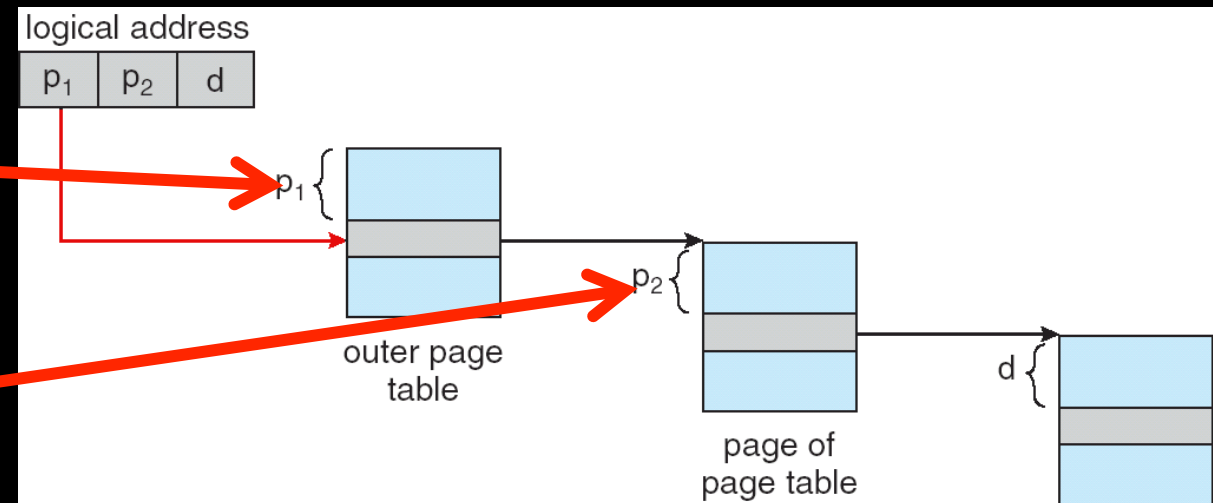 logical address
p₁ p₂ d
p₁
p₂
outer page
table
d
page of
page table